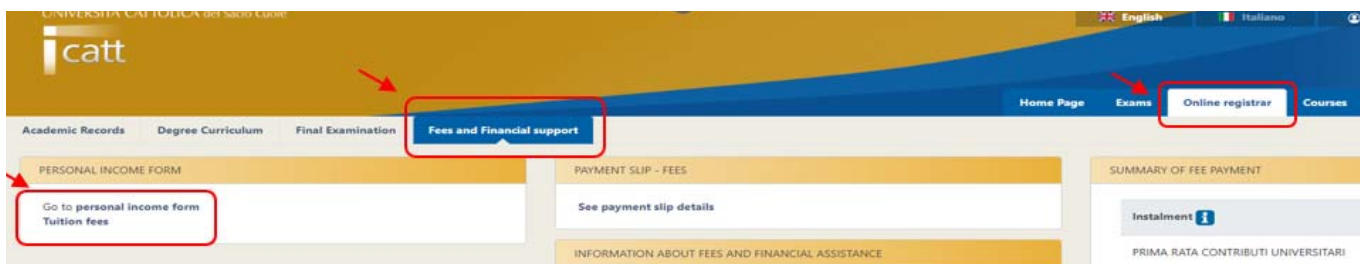 UNIVERSITÀ CATTOLICA del Sacro Cuore
English
Italiano
icatt
Home Page
Exams
Online registrar
Courses
Academic Records
Degree Curriculum
Final Examination
Fees and Financial support
PERSONAL INCOME FORM
PAYMENT SLIP - FEES
SUMMARY OF FEE PAYMENT
Go to personal income form
Tuition fees
See payment slip details
Instalment i
INFORMATION ABOUT FEES AND FINANCIAL ASSISTANCE
PRIMA RATA CONTRIBUTI UNIVERSITARI